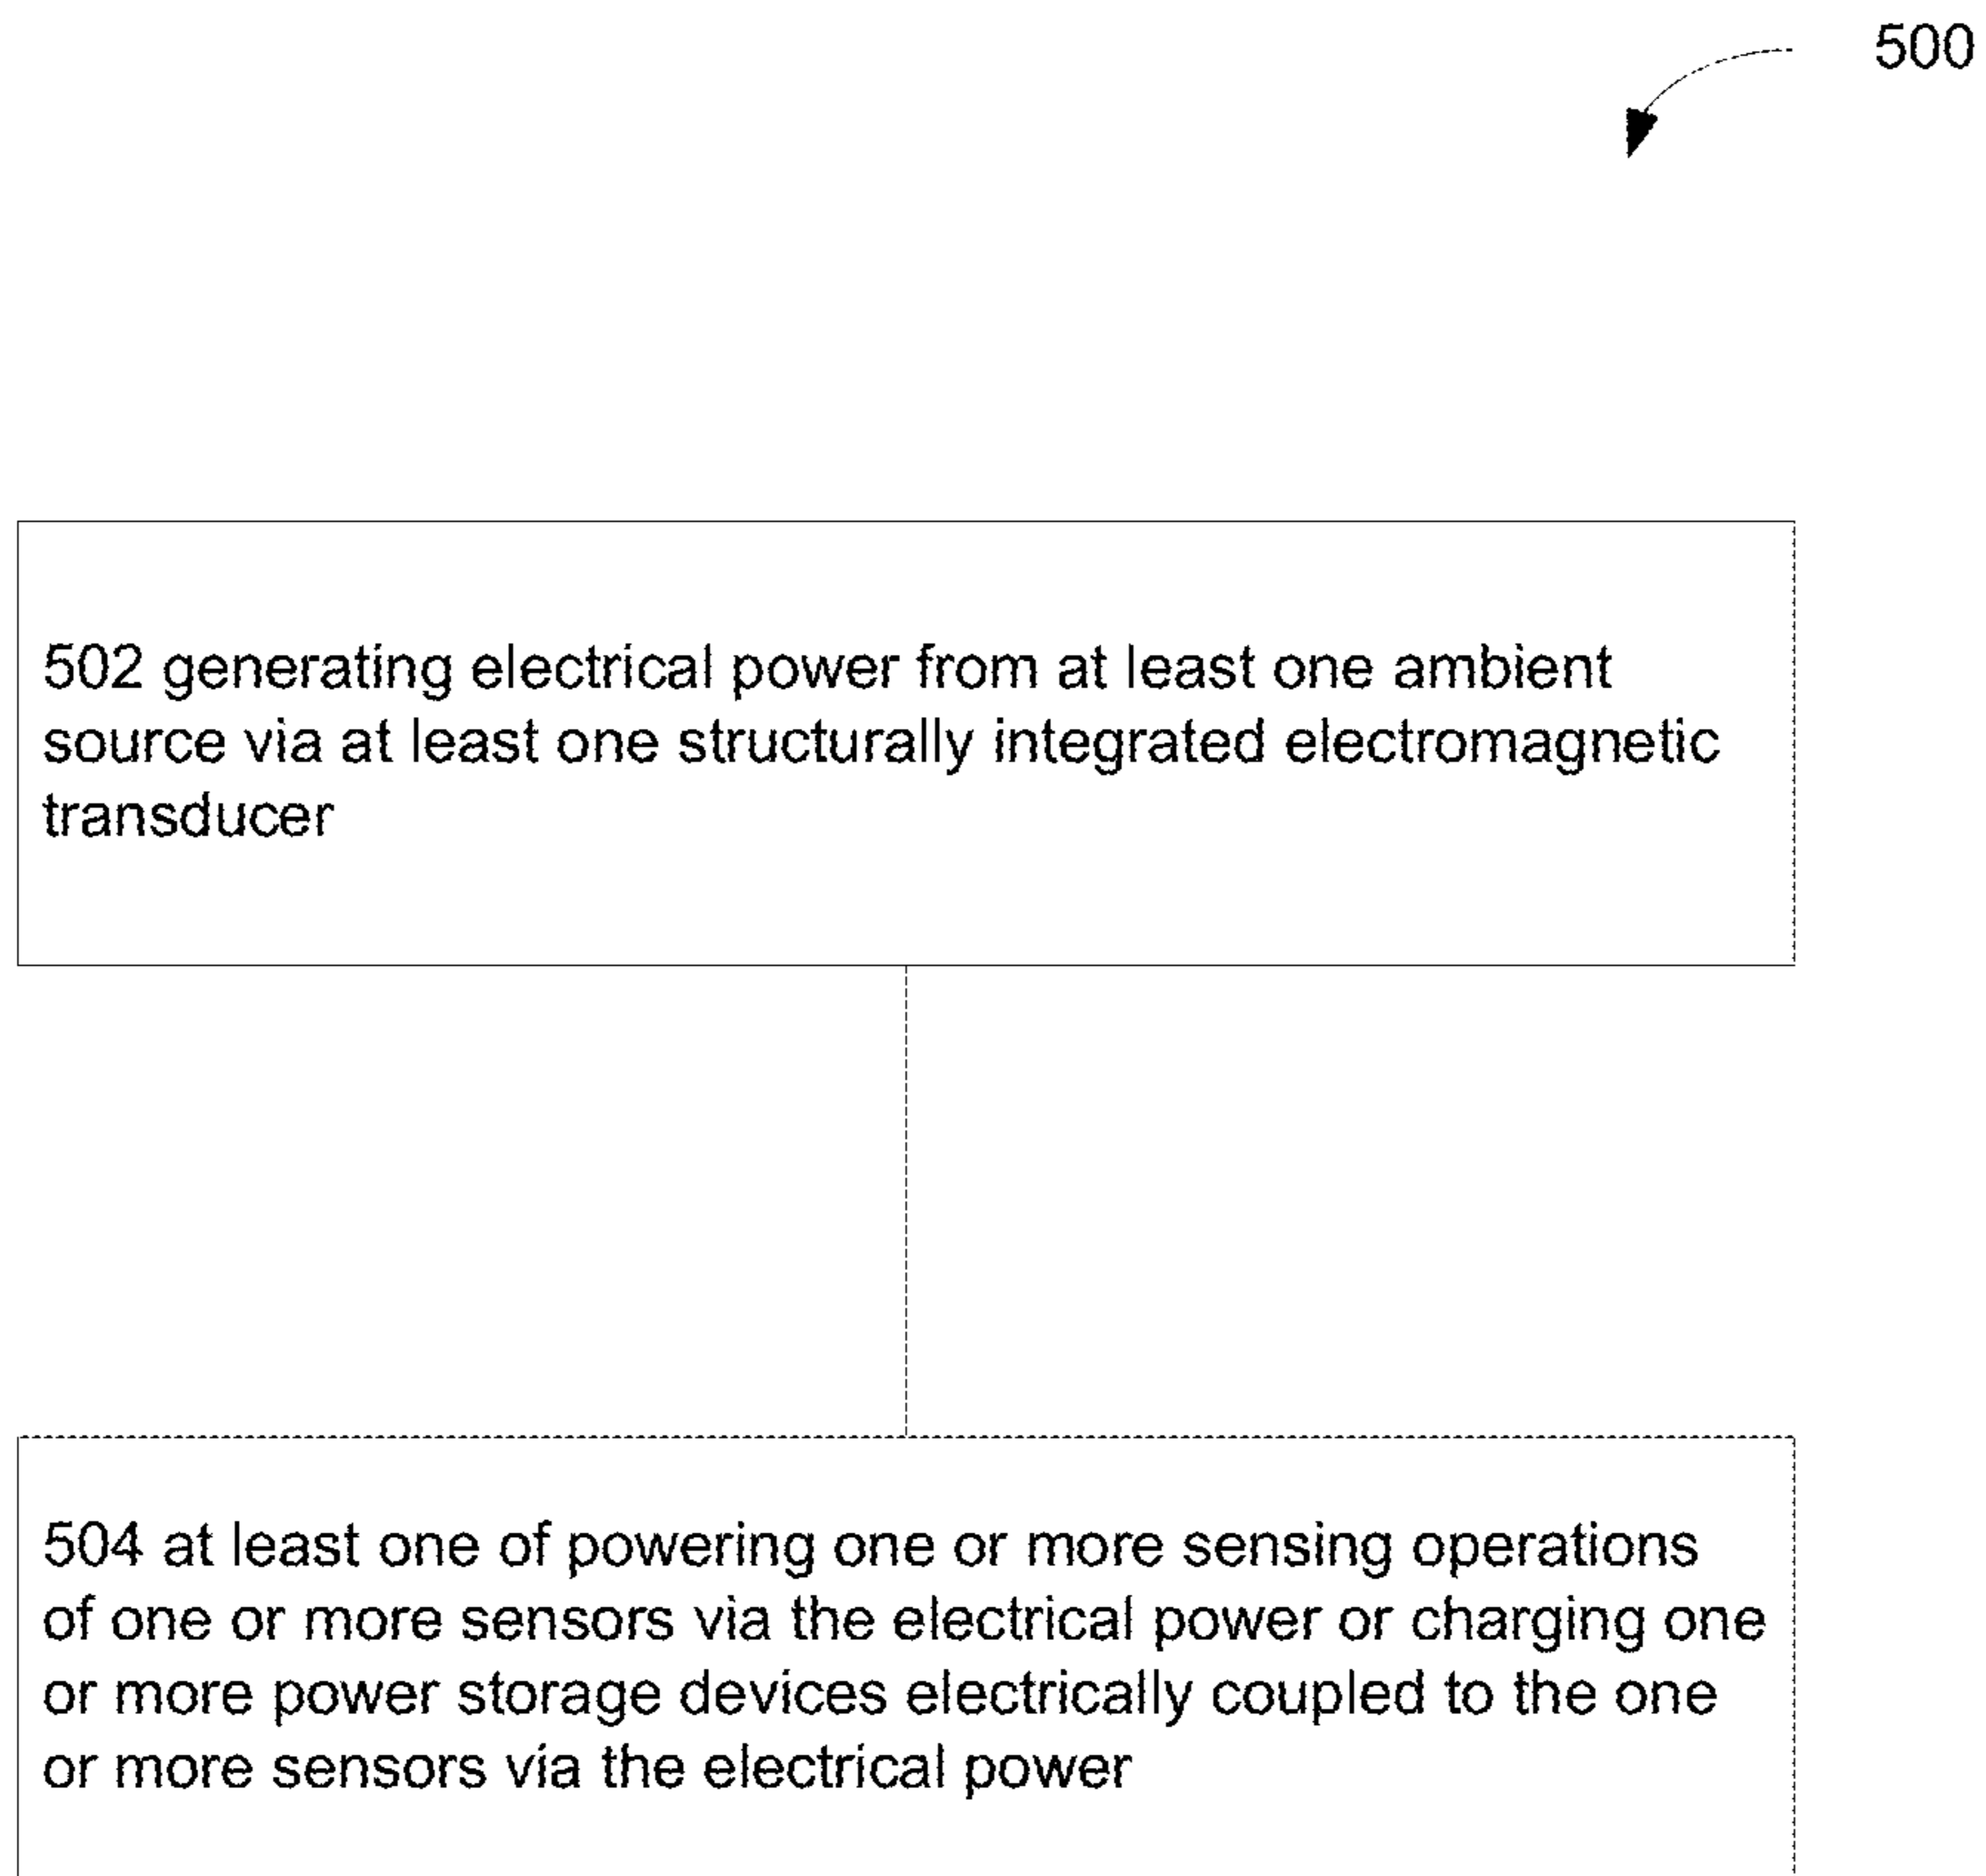 500
502 generating electrical power from at least one ambient
source via at least one structurally integrated electromagnetic
transducer
504 at least one of powering one or more sensing operations
of one or more sensors via the electrical power or charging one
or more power storage devices electrically coupled to the one
or more sensors via the electrical power